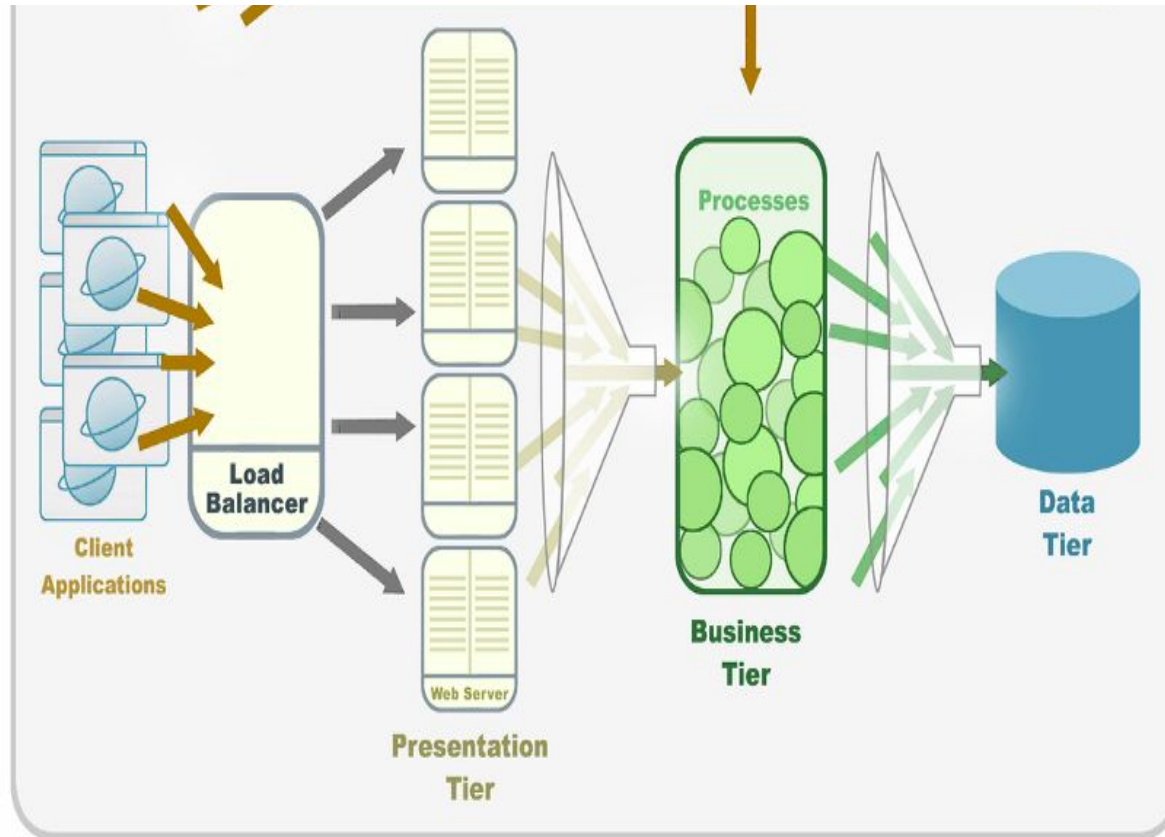 Processes
Load
Balancer
Client
Applications
Web Server
Presentation
Tier
Business
Tier
Data
Tier